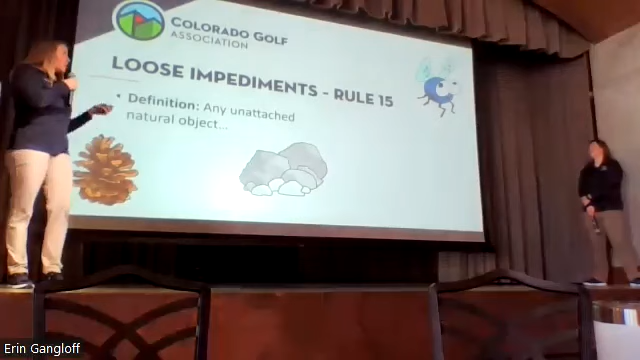 COLORADO GOLF
ASSOCIATION
LOOSE IMPEDIMENTS - RULE 15
• Definition: Any unattached
natural object...
Erin Gangloff